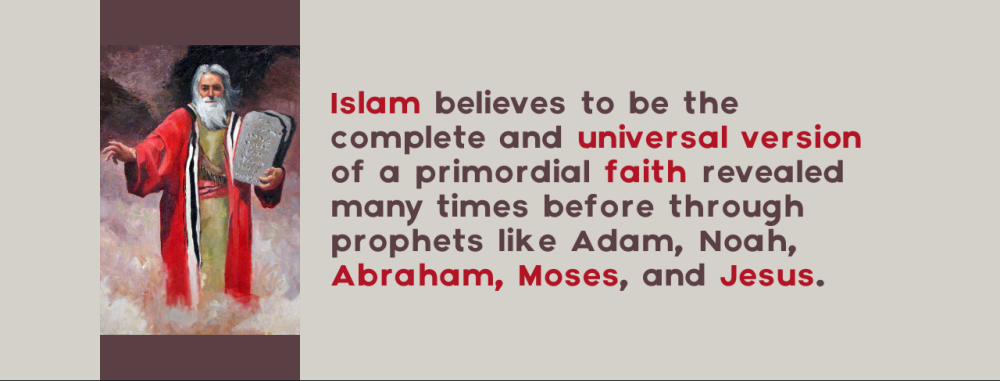 Islam believes to be the
complete and universal version
of a primordial faith revealed
many times before through
prophets like Adam, Noah,
Abraham, Moses, and Jesus.